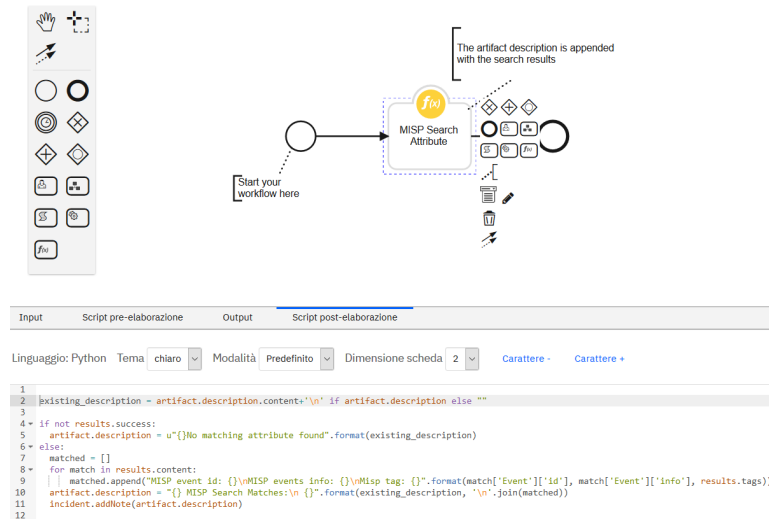 The artifact description is appended
with the search results
f(x)
MISP Search
Attribute
Start your
workflow here
f(x)
f(x)
Input Script pre-elaborazione Output Script post-elaborazione
Linguaggio: Python Tema chiaro Modalità Predefinito Dimensione scheda 2 Carattere - Carattere +
1
2 existing_description = artifact.description.content+'\n' if artifact.description else ""
3
4 if not results.success:
5 artifact.description = u"{}No matching attribute found".format(existing_description)
6 else:
7 matched = []
8 for match in results.content:
9 matched.append("MISP event id: {}\nMISP events info: {}\nMisp tag: {}".format(match['Event']['id'], match['Event']['info'], results.tags))
10 artifact.description = "{} MISP Search Matches:\n {}".format(existing_description, '\n'.join(matched))
11 incident.addNote(artifact.description)
12